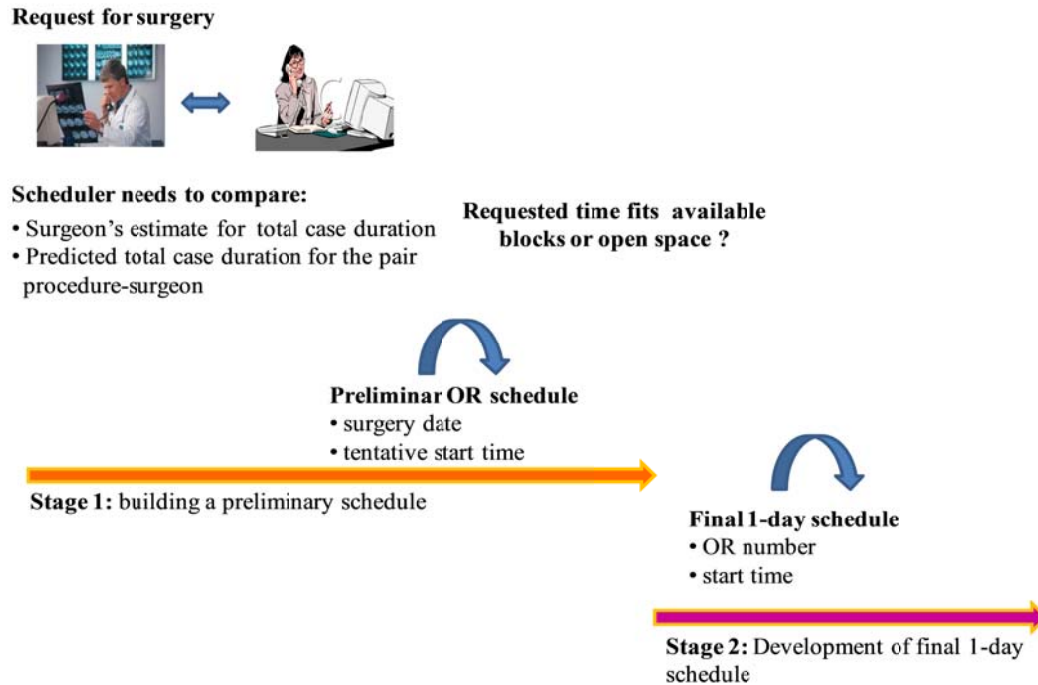 Request for surgery
Scheduler needs to compare:
• Surgeon's estimate for total case duration
• Predicted total case duration for the pair
procedure-surgeon
Requested time fits available
blocks or open space ?
Preliminar OR schedule
• surgery date
• tentative start time
Stage 1: building a preliminary schedule
Final 1-day schedule
• OR number
• start time
Stage 2: Development of final 1-day
schedule